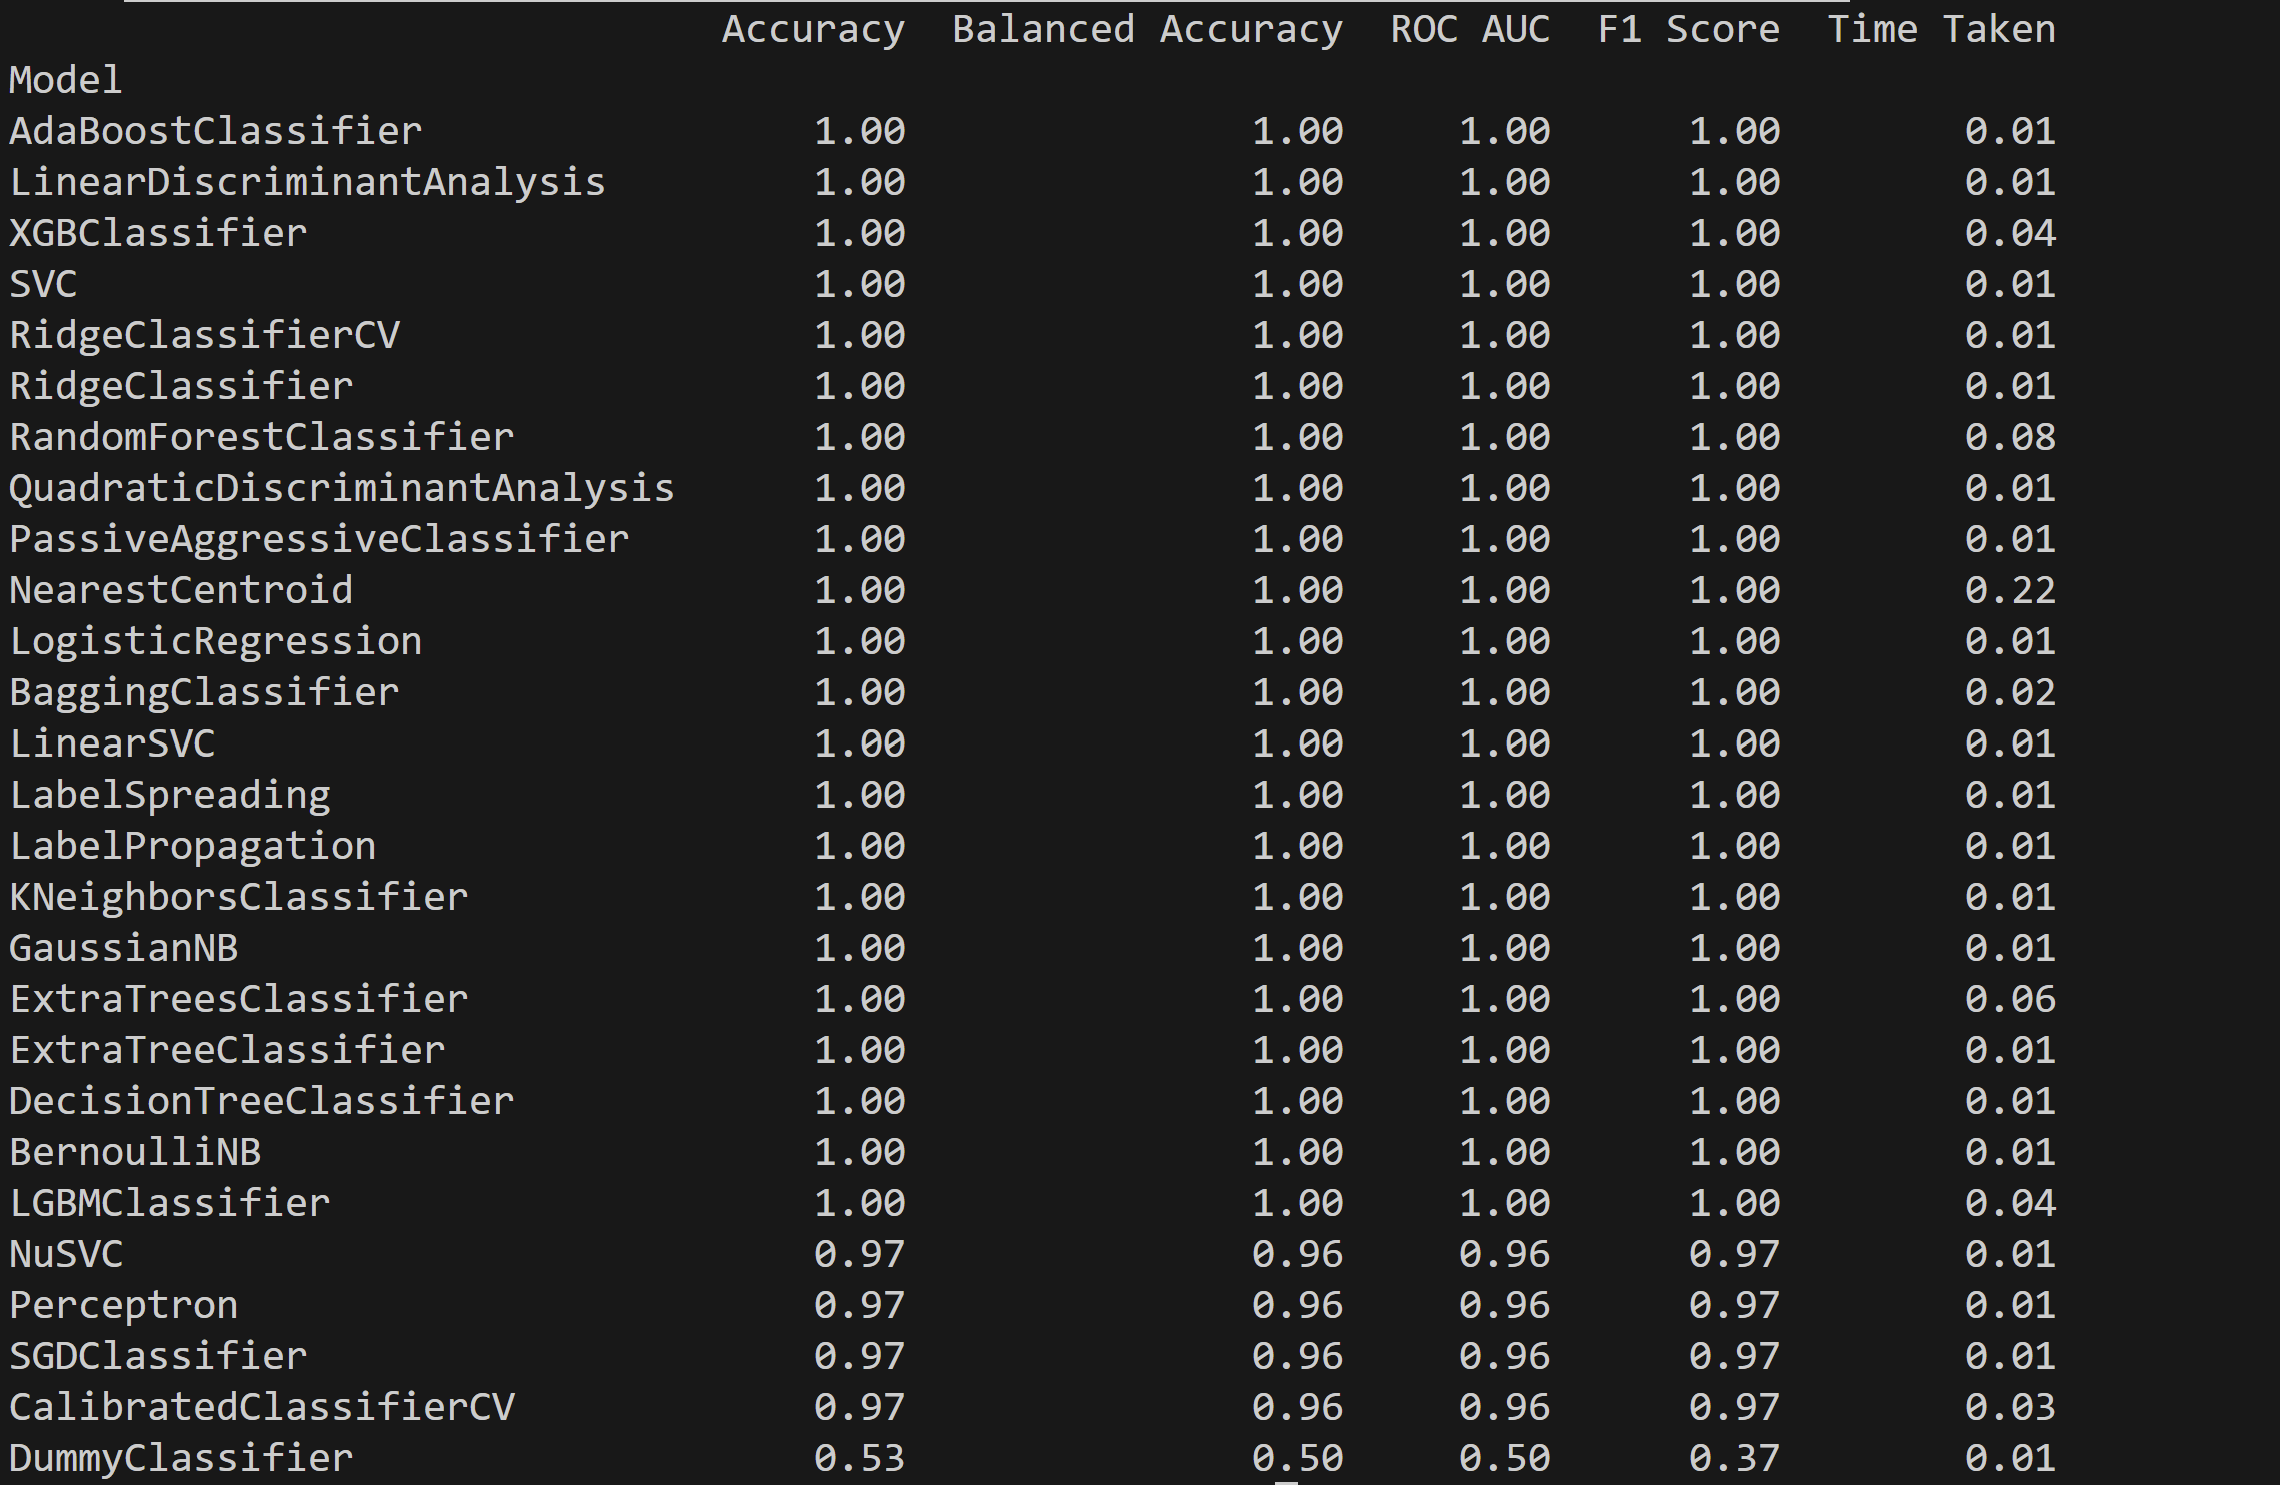 Accuracy Balanced Accuracy ROC AUC F1 Score Time Taken
Model
AdaBoostClassifier 1.00 1.00 1.00 1.00 0.01
LinearDiscriminantAnalysis 1.00 1.00 1.00 1.00 0.01
XGBClassifier 1.00 1.00 1.00 1.00 0.04
SVC 1.00 1.00 1.00 1.00 0.01
RidgeClassifierCV 1.00 1.00 1.00 1.00 0.01
RidgeClassifier 1.00 1.00 1.00 1.00 0.01
RandomForestClassifier 1.00 1.00 1.00 1.00 0.08
QuadraticDiscriminantAnalysis 1.00 1.00 1.00 1.00 0.01
PassiveAggressiveClassifier 1.00 1.00 1.00 1.00 0.01
NearestCentroid 1.00 1.00 1.00 1.00 0.22
LogisticRegression 1.00 1.00 1.00 1.00 0.01
BaggingClassifier 1.00 1.00 1.00 1.00 0.02
LinearSVC 1.00 1.00 1.00 1.00 0.01
LabelSpreading 1.00 1.00 1.00 1.00 0.01
LabelPropagation 1.00 1.00 1.00 1.00 0.01
KNeighborsClassifier 1.00 1.00 1.00 1.00 0.01
GaussianNB 1.00 1.00 1.00 1.00 0.01
ExtraTreesClassifier 1.00 1.00 1.00 1.00 0.06
ExtraTreeClassifier 1.00 1.00 1.00 1.00 0.01
DecisionTreeClassifier 1.00 1.00 1.00 1.00 0.01
BernoulliNB 1.00 1.00 1.00 1.00 0.01
LGBMClassifier 1.00 1.00 1.00 1.00 0.04
NuSVC 0.97 0.96 0.96 0.97 0.01
Perceptron 0.97 0.96 0.96 0.97 0.01
SGDClassifier 0.97 0.96 0.96 0.97 0.01
CalibratedClassifierCV 0.97 0.96 0.96 0.97 0.03
DummyClassifier 0.53 0.50 0.50 0.37 0.01